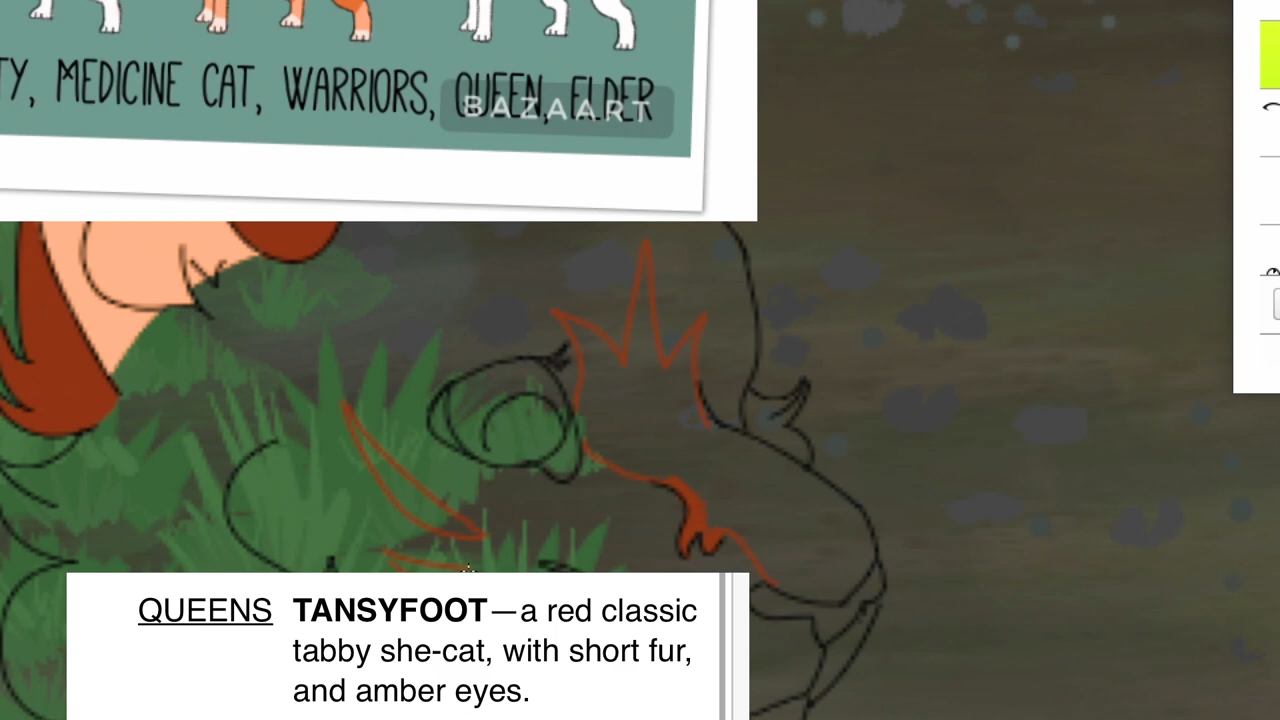 TY, MEDICINE CAT, WARRIORS, QUEEN, ELDER
BAZAART
QUEENS TANSYFOOT—a red classic
tabby she-cat, with short fur,
and amber eyes.